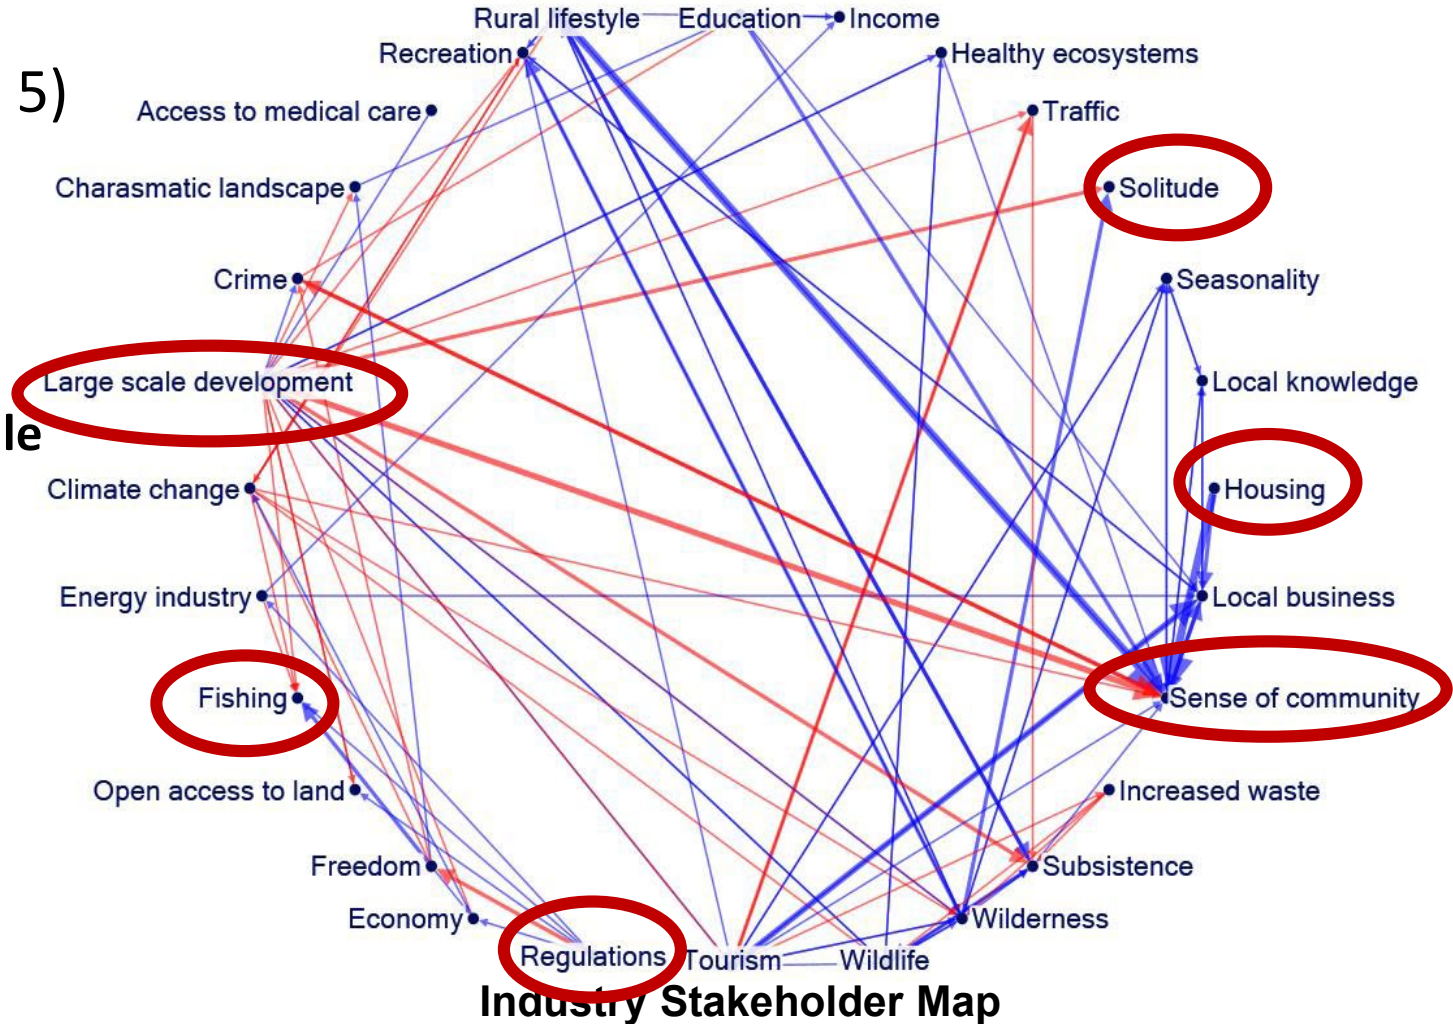 Rural lifestyle Education Income
Recreation Healthy ecosystems
5)
Access to medical care Traffic
Charasmatic landscape Solitude
Crime Seasonality
Large scale development Local knowledge
le
Climate change Housing
Energy industry Local business
Fishing Sense of community
Open access to land Increased waste
Freedom Subsistence
Economy Wilderness
Regulations Tourism Wildlife
Industry Stakeholder Map